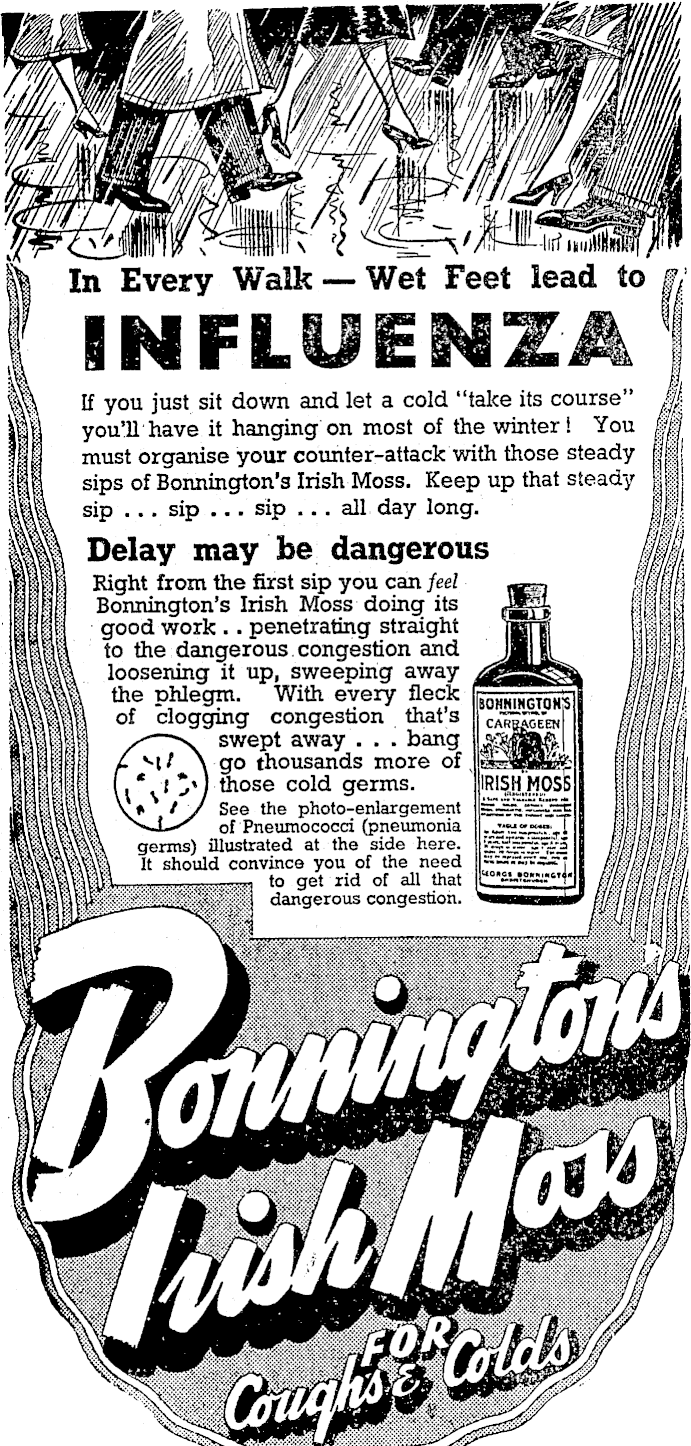 In Every Walk — Wet Feet lead to
INFLUENZA
If you just sit down and let a cold “take its course”
you'll have it hanging on most of the winter! You
must organise your counter-attack with those steady
sips of Bonnington's Irish Moss. Keep up that steady
sip ... sip ... sip ... all day long.
Delay may be dangerous
Right from the first sip you can feel
Bonnington's Irish Moss doing its
good work .. penetrating straight
to the dangerous congestion and
loosening it up, sweeping away
the phlegm. With every fleck
of clogging congestion that's
swept away ... bang
go thousands more of
those cold germs.
See the photo-enlargement
of Pneumococci (pneumonia
germs) illustrated at the side here.
It should convince you of the need
to get rid of all that
dangerous congestion.
BONNINGTON'S
CARRAGEEN
IRISH MOSS
TABLE OF DOSES
GEORGE BONNINGTON
Bonnington's
Irish Moss
FOR
Coughs & Colds